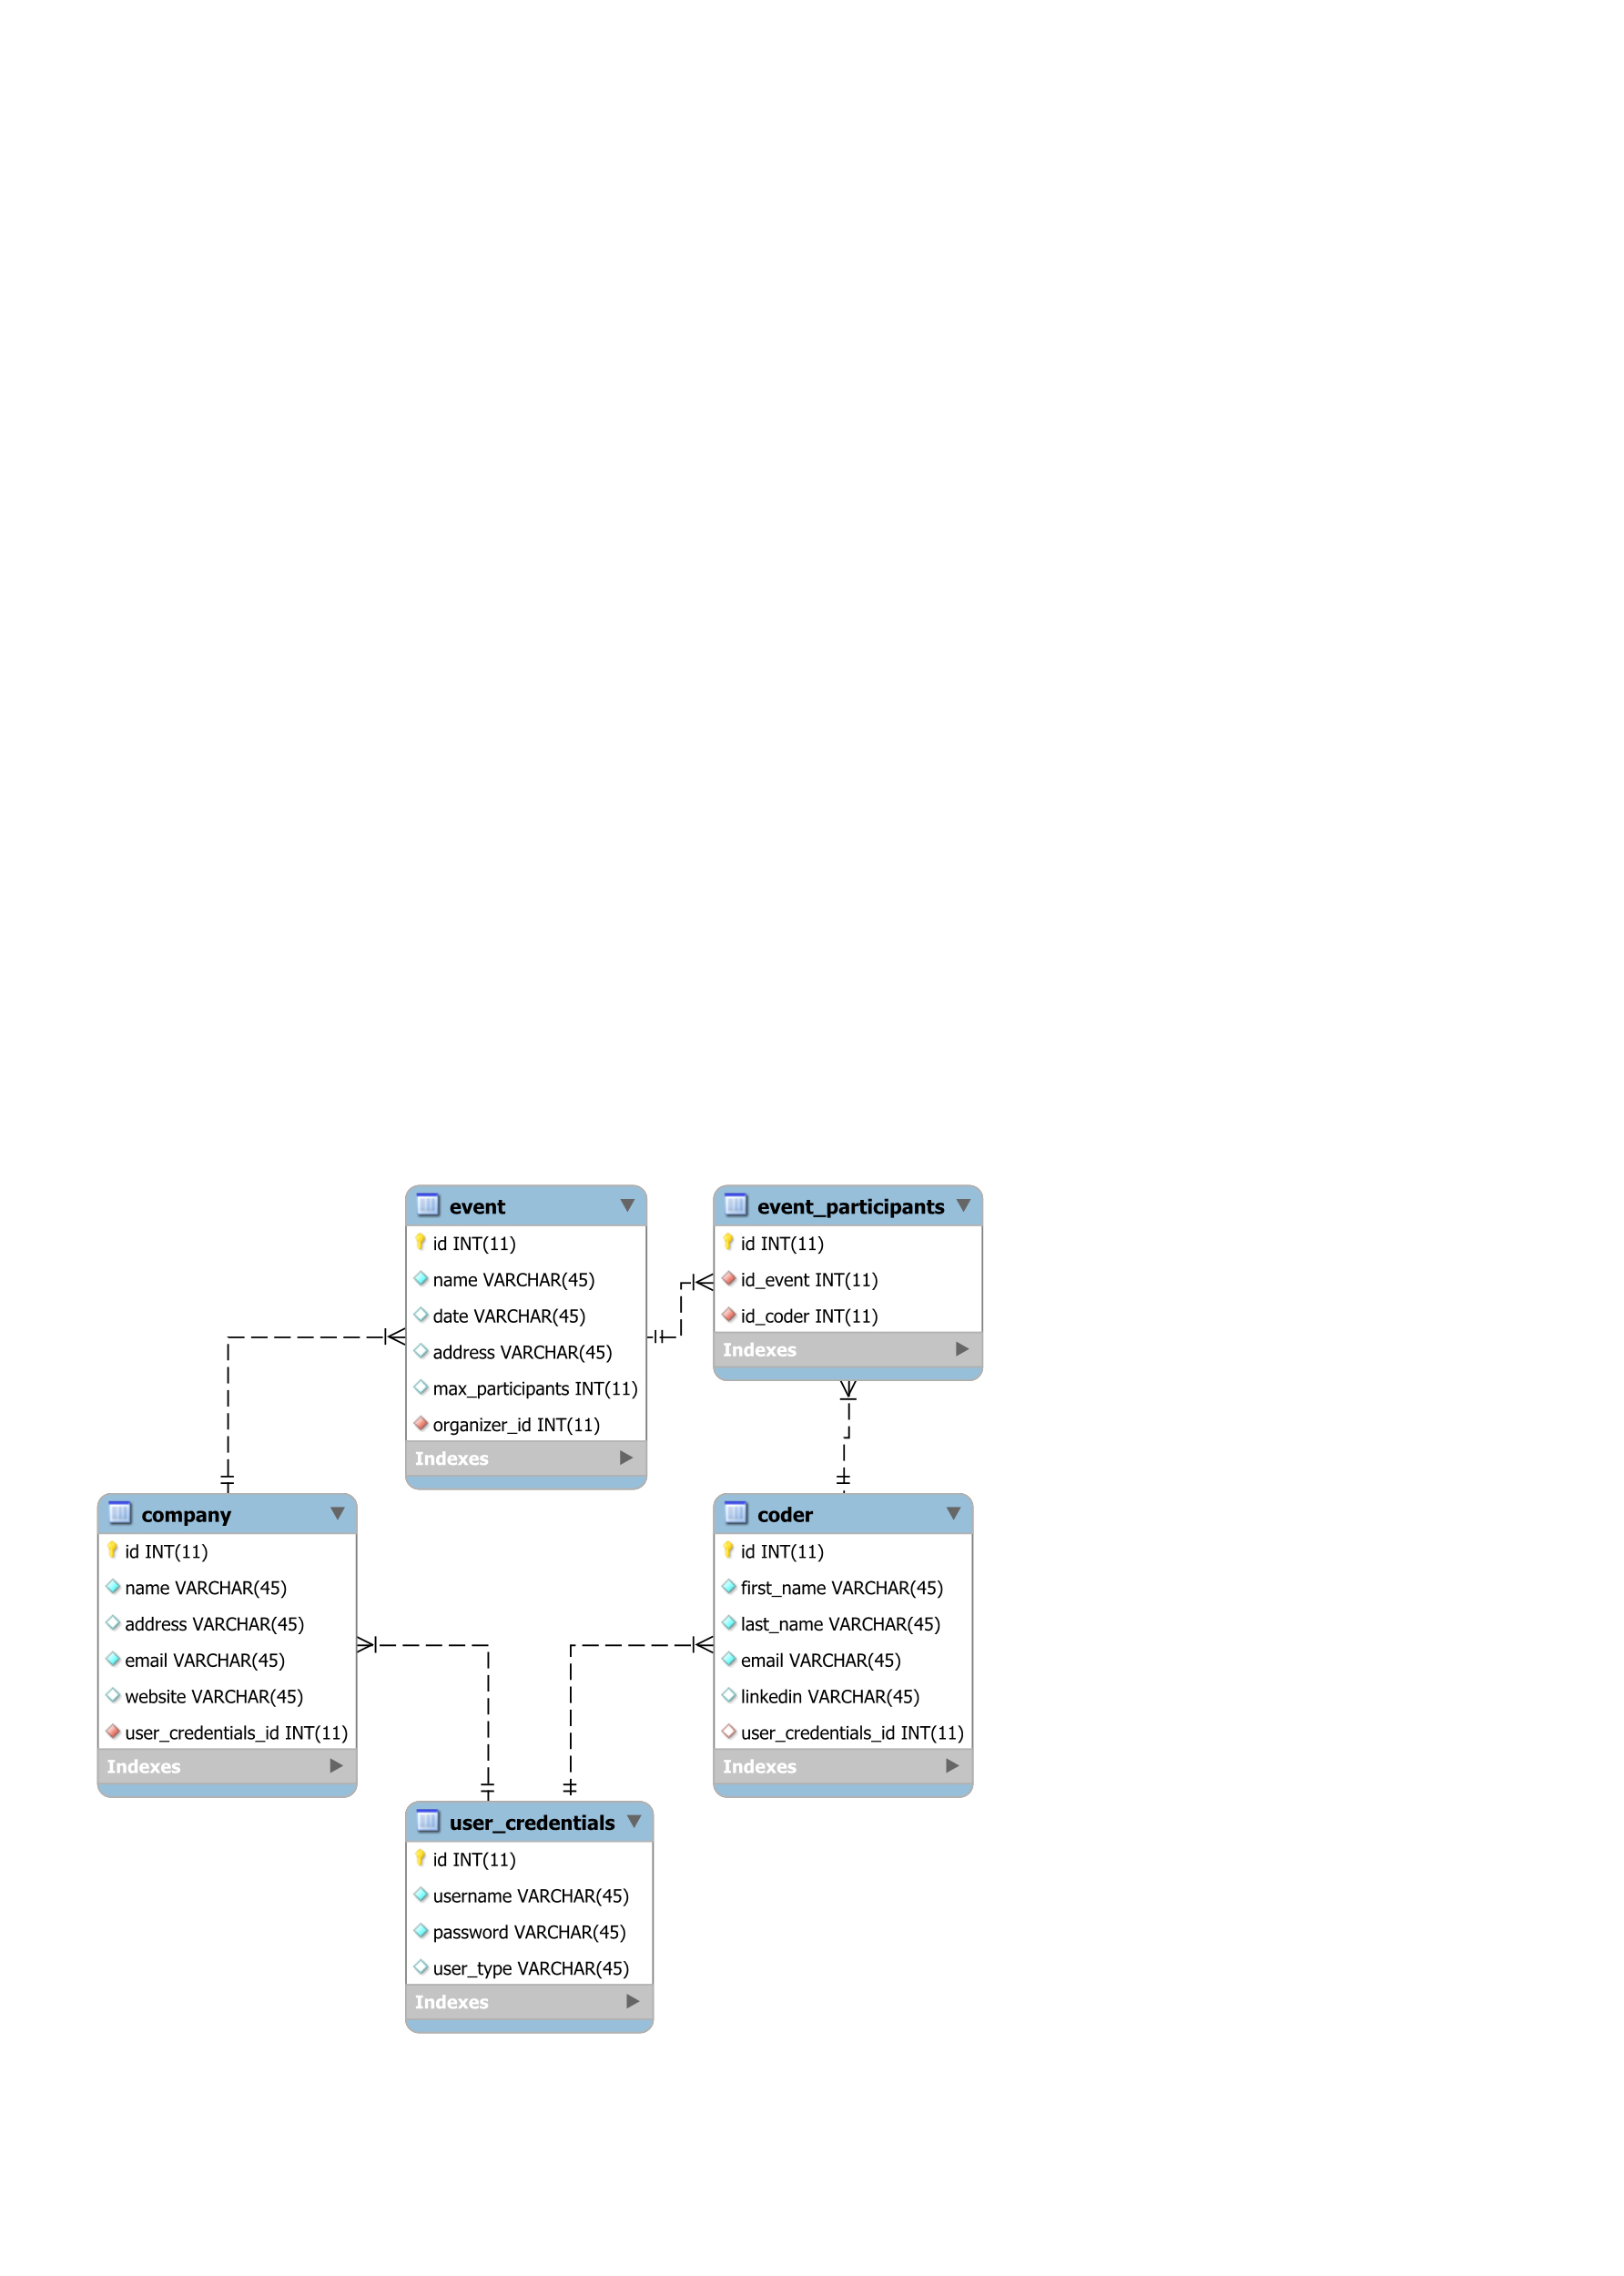 event
id INT(11)
name VARCHAR(45)
date VARCHAR(45)
address VARCHAR(45)
max_participants INT(11)
organizer_id INT(11)
Indexes
event_participants
id INT(11)
id_event INT(11)
id_coder INT(11)
Indexes
company
id INT(11)
name VARCHAR(45)
address VARCHAR(45)
email VARCHAR(45)
website VARCHAR(45)
user_credentials_id INT(11)
Indexes
coder
id INT(11)
first_name VARCHAR(45)
last_name VARCHAR(45)
email VARCHAR(45)
linkedin VARCHAR(45)
user_credentials_id INT(11)
Indexes
user_credentials
id INT(11)
username VARCHAR(45)
password VARCHAR(45)
user_type VARCHAR(45)
Indexes